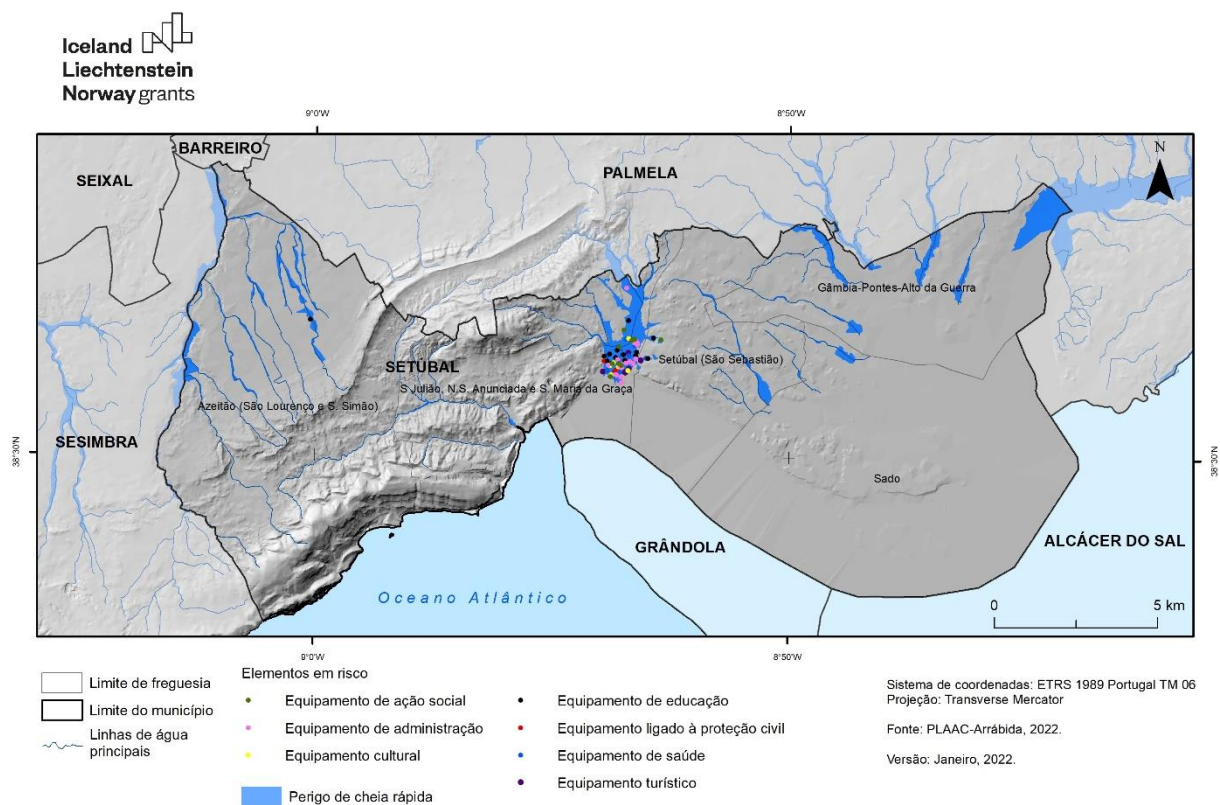 Iceland
Liechtenstein
Norway grants
9°0'W
8°50'W
BARREIRO
SEIXAL
PALMELA
N
Gâmbia-Pontes-Alto da Guerra
SETÚBAL
Setúbal (São Sebastião)
S Julião, N.S. Anunciada e S. Maria da Graça
Azeitão (São Lourenço e S. Simão)
SESIMBRA
38°30'N
38°30'N
Sado
GRÂNDOLA
ALCÁCER DO SAL
Oceano Atlântico
0 5 km
9°0'W
8°50'W
Limite de freguesia
Limite do município
Linhas de água
principais
Elementos em risco
Equipamento de ação social
Equipamento de administração
Equipamento cultural
Perigo de cheia rápida
Equipamento de educação
Equipamento ligado à proteção civil
Equipamento de saúde
Equipamento turístico
Sistema de coordenadas: ETRS 1989 Portugal TM 06
Projeção: Transverse Mercator
Fonte: PLAAC-Arrábida, 2022.
Versão: Janeiro, 2022.